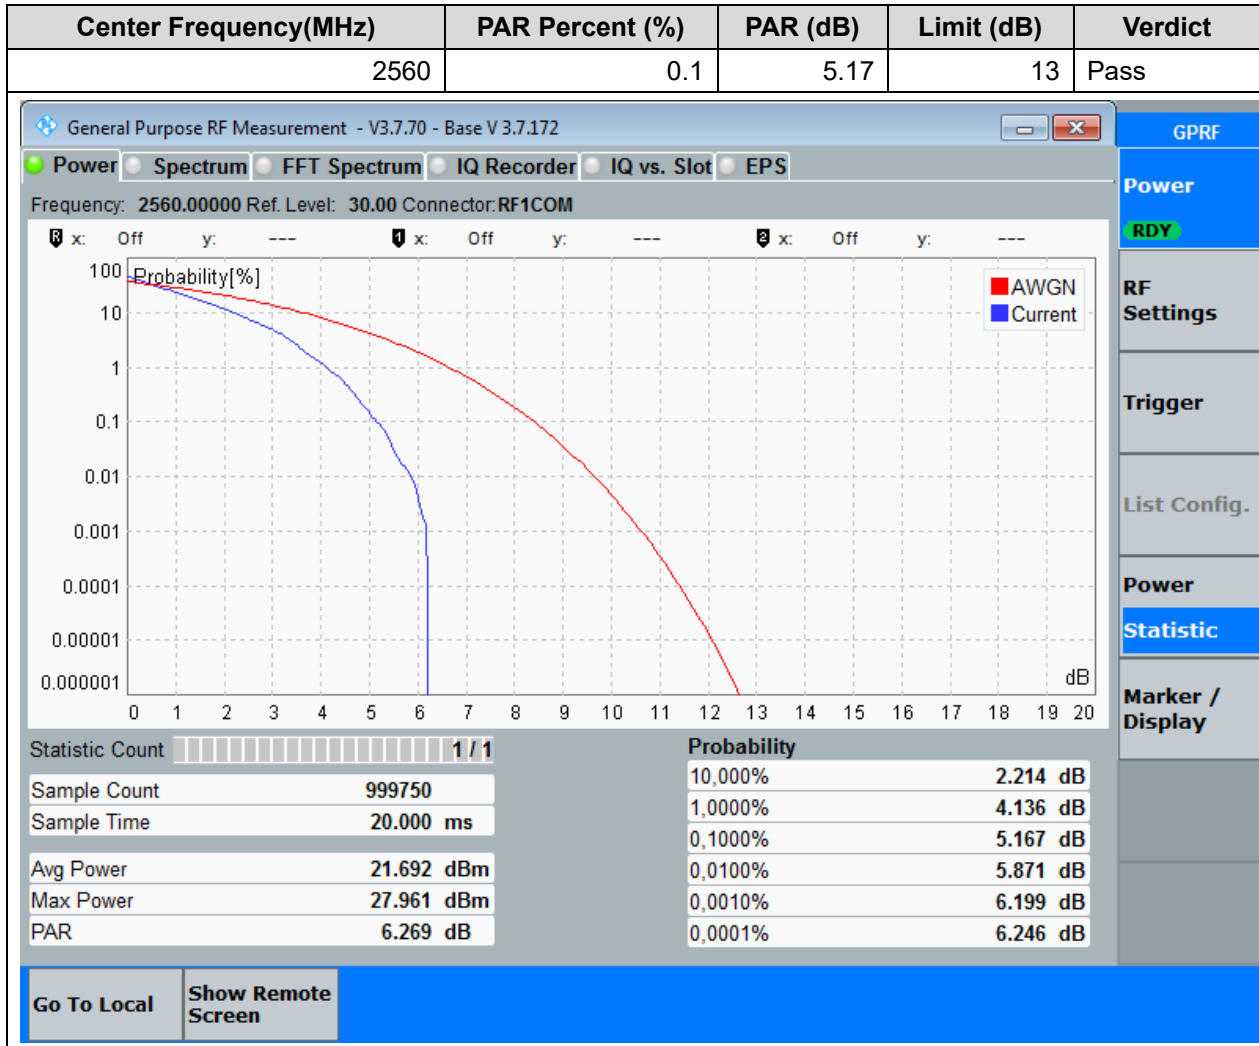 Center Frequency(MHz) PAR Percent (%) PAR (dB) Limit (dB) Verdict
2560 0.1 5.17 13 Pass
General Purpose RF Measurement - V3.7.70 - Base V 3.7.172
GPRF
Power Spectrum FFT Spectrum IQ Recorder IQ vs. Slot EPS
Power
RDY
Frequency: 2560.00000 Ref. Level: 30.00 Connector: RF1COM
R x: Off y: --- 1 x: Off y: --- 2 x: Off y: ---
Probability[%]
AWGN
Current
100
10
1
0.1
0.01
0.001
0.0001
0.00001
0.000001
dB
0 1 2 3 4 5 6 7 8 9 10 11 12 13 14 15 16 17 18 19 20
RF
Settings
Trigger
List Config.
Power
Statistic
Marker /
Display
Statistic Count 1 / 1
Sample Count 999750
Sample Time 20.000 ms
Avg Power 21.692 dBm
Max Power 27.961 dBm
PAR 6.269 dB
Probability
10,000% 2.214 dB
1,0000% 4.136 dB
0,1000% 5.167 dB
0,0100% 5.871 dB
0,0010% 6.199 dB
0,0001% 6.246 dB
Go To Local
Show Remote
Screen